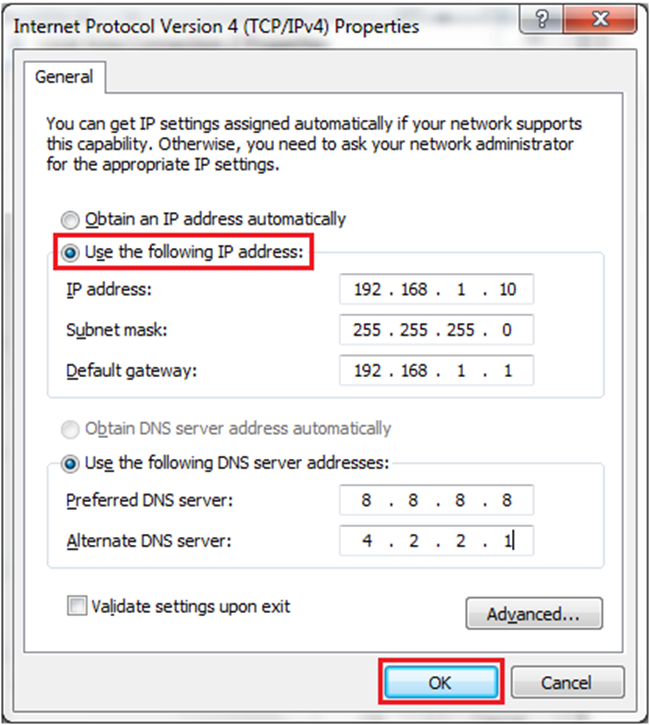 Internet Protocol Version 4 (TCP/IPv4) Properties
?
General
You can get IP settings assigned automatically if your network supports
this capability. Otherwise, you need to ask your network administrator
for the appropriate IP settings.
Obtain an IP address automatically
Use the following IP address:
IP address: 192 . 168 . 1 . 10
Subnet mask: 255 . 255 . 255 . 0
Default gateway: 192 . 168 . 1 . 1
Obtain DNS server address automatically
Use the following DNS server addresses:
Preferred DNS server: 8 . 8 . 8 . 8
Alternate DNS server: 4 . 2 . 2 . 1
Validate settings upon exit
Advanced...
OK Cancel